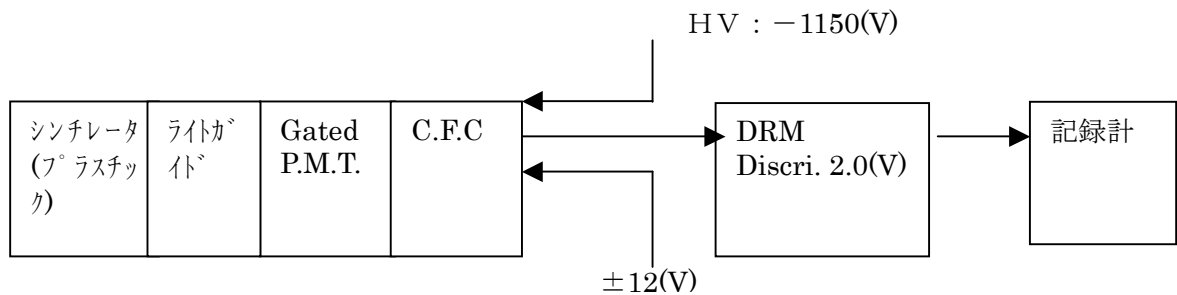 HV：－1150(V)
ｼﾝﾁﾚｰﾀ
(ﾌﾟﾗｽﾁｯ
ｸ)
ﾗｲﾄｶﾞ
ｲﾄﾞ
Gated
P.M.T.
C.F.C
DRM
Discri. 2.0(V)
記録計
±12(V)